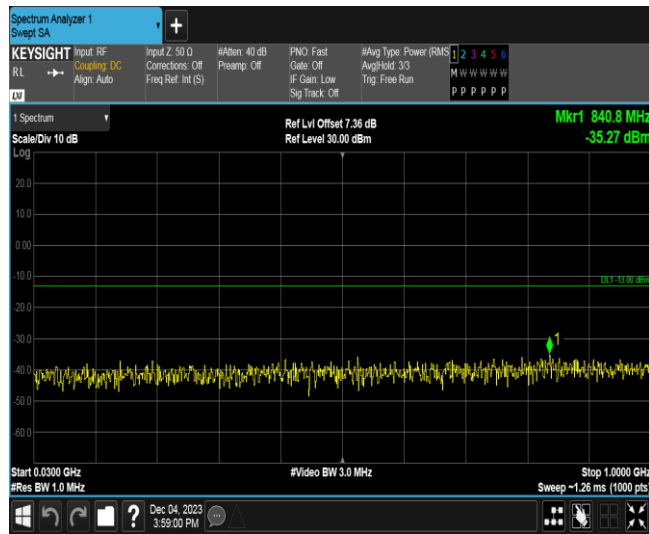 Spectrum Analyzer 1
Swept SA
+
KEYSIGHT
RL
LXI
Input: RF
Coupling: DC
Align: Auto
Input Z: 50 Ω
Corrections: Off
Freq Ref: Int (S)
#Atten: 40 dB
Preamp: Off
PNO: Fast
Gate: Off
IF Gain: Low
Sig Track: Off
#Avg Type: Power (RMS
Avg|Hold: 3/3
Trig: Free Run
1 2 3 4 5 6
M W W W W W
P P P P P P
1 Spectrum
Scale/Div 10 dB
Log
Ref Lvl Offset 7.36 dB
Ref Level 30.00 dBm
Mkr1 840.8 MHz
-35.27 dBm
20.0
10.0
0.00
-10.0
DL1 -13.00 dBm
-20.0
-30.0
1
-40.0
-50.0
-60.0
Start 0.0300 GHz
#Res BW 1.0 MHz
#Video BW 3.0 MHz
Stop 1.0000 GHz
Sweep ~1.26 ms (1000 pts)
?
Dec 04, 2023
3:59:00 PM